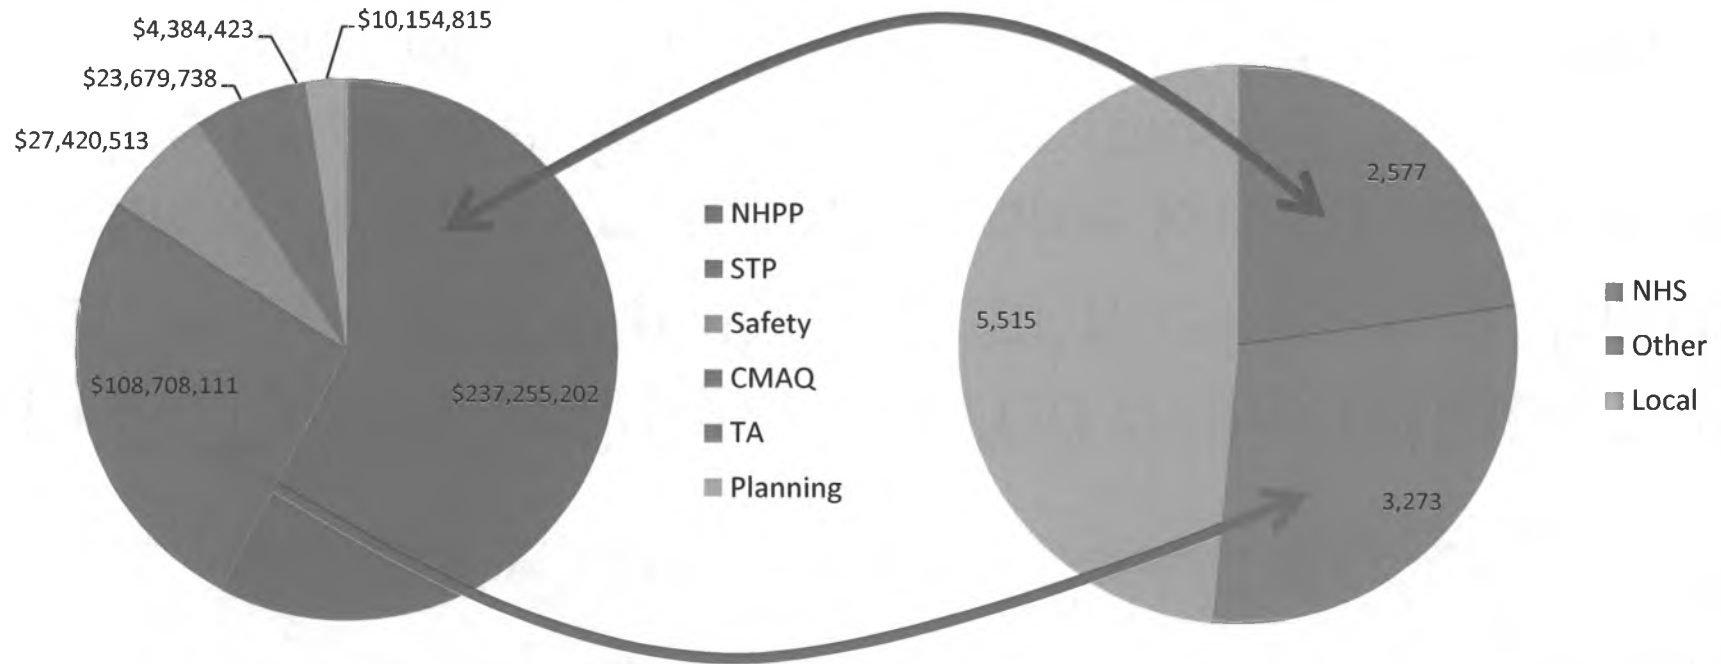 $10,154,815
$4,384,423
$23,679,738
$27,420,513
$108,708,111
$237,255,202
NHPP
STP
Safety
CMAQ
TA
Planning
2,577
5,515
3,273
NHS
Other
Local